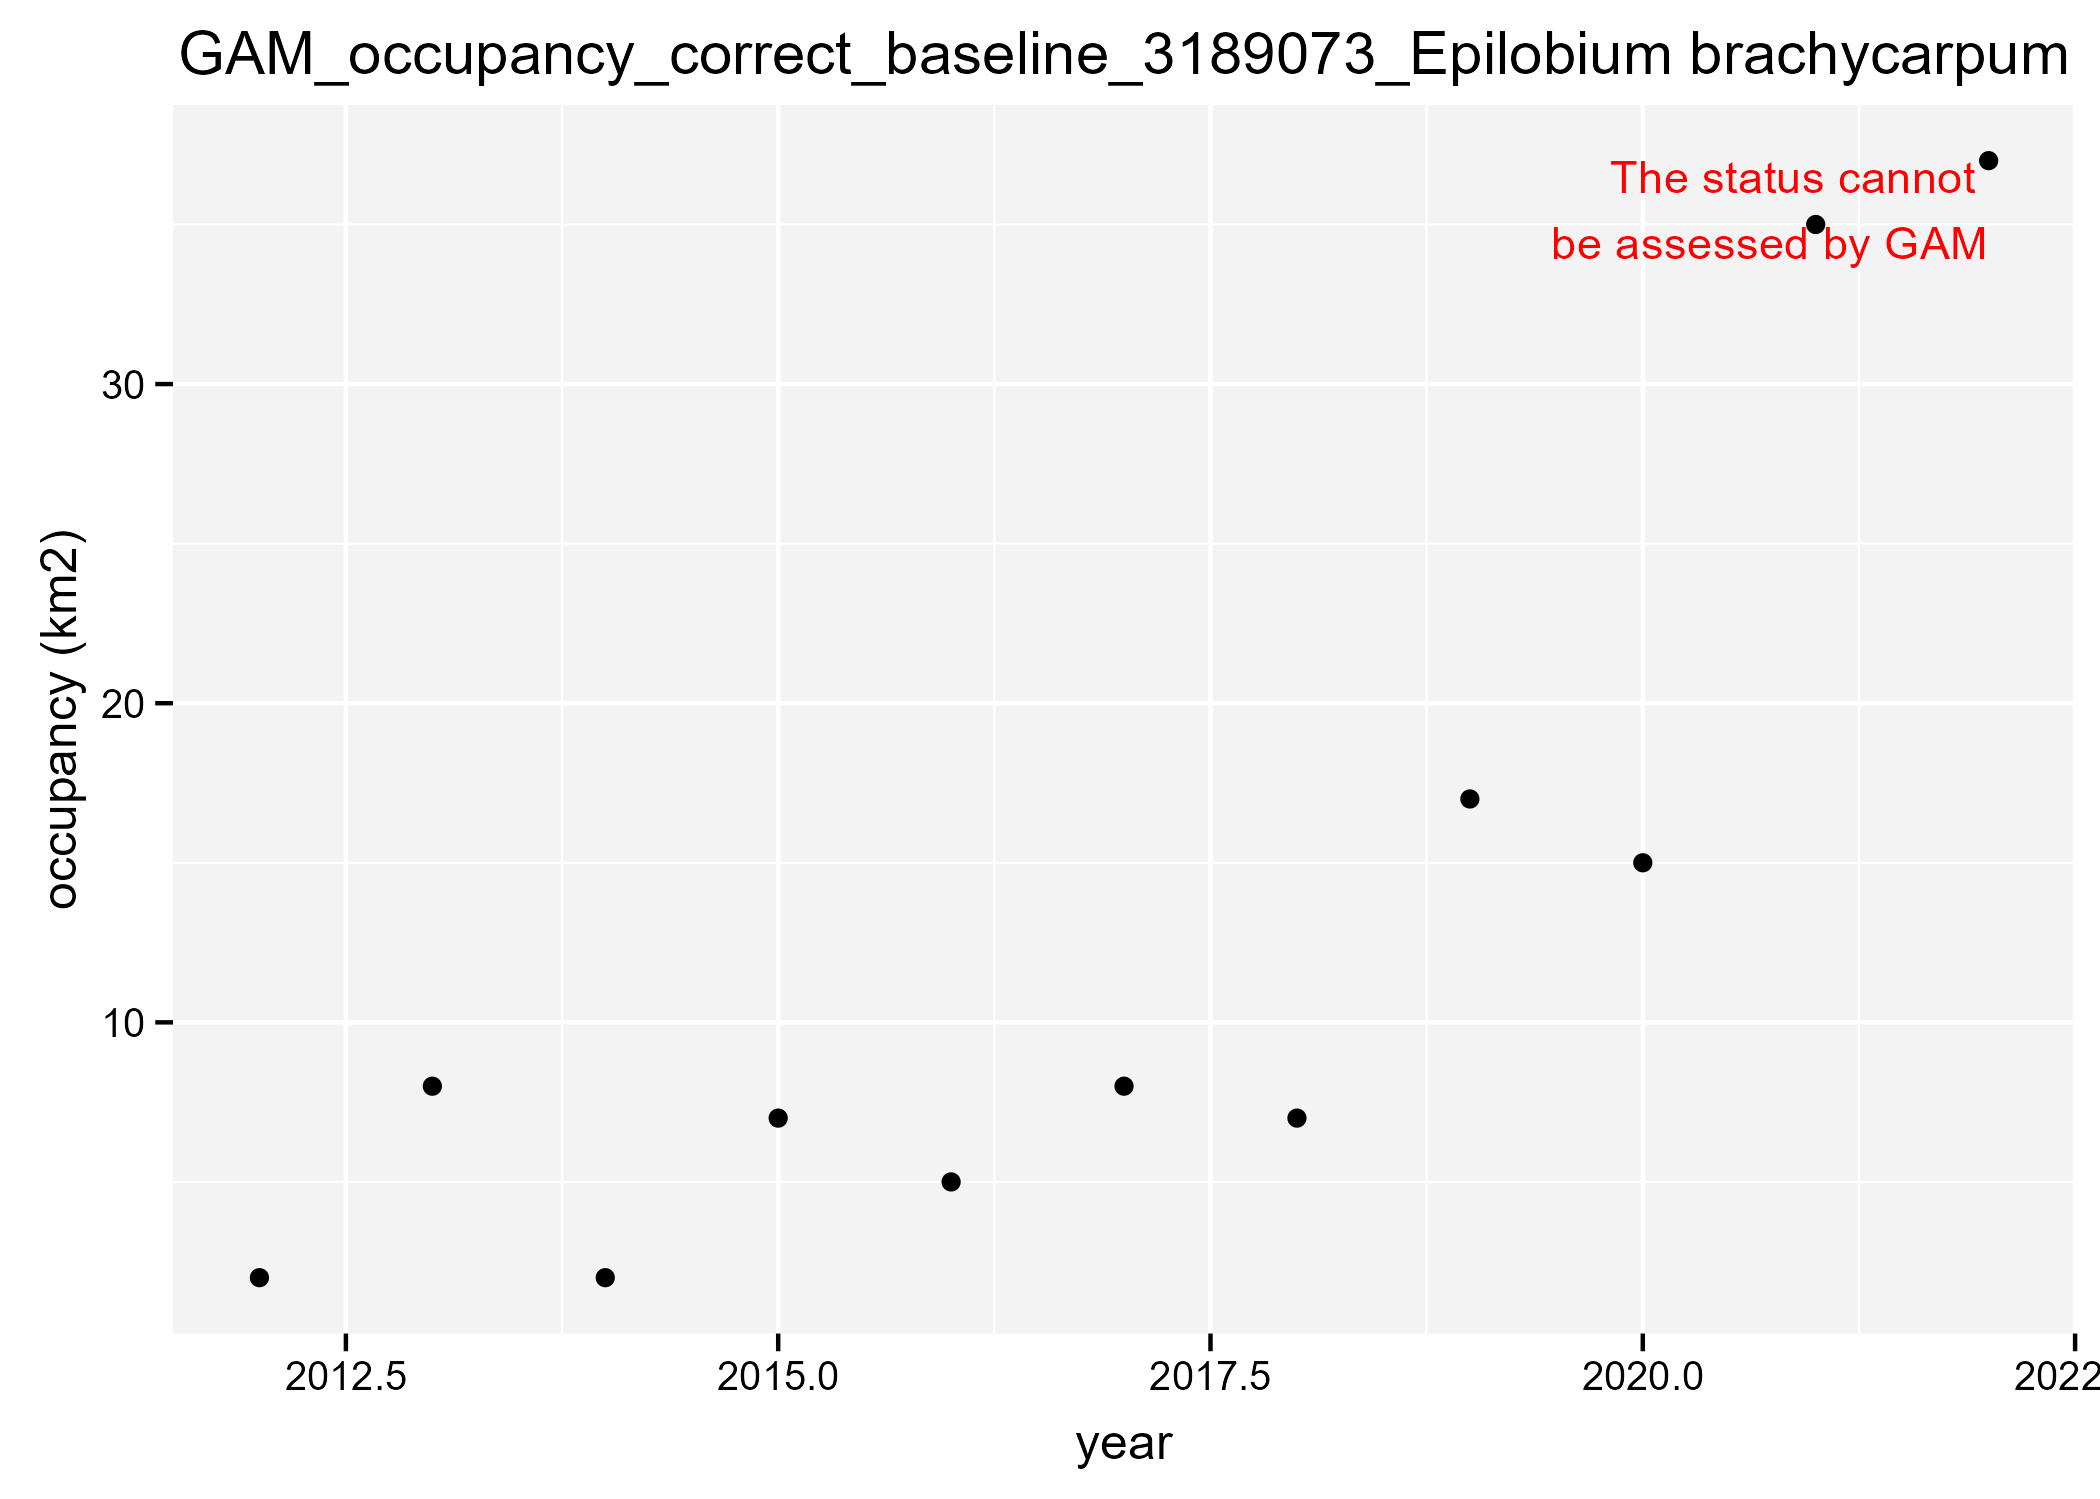 GAM_occupancy_correct_baseline_3189073_Epilobium brachycarpum
The status cannot
be assessed by GAM
30
20
10
occupancy (km2)
2012.5 2015.0 2017.5 2020.0 2022
year